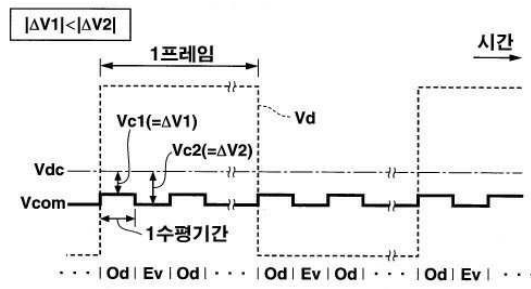 |ΔV1|<|ΔV2|
1프레임
시간
Vc1(=ΔV1)
Vd
Vc2(=ΔV2)
Vdc
Vcom
1수평기간
· · · | Od | Ev | Od | · · · | Od | Ev | Od | · · · | Od | Ev | · ·